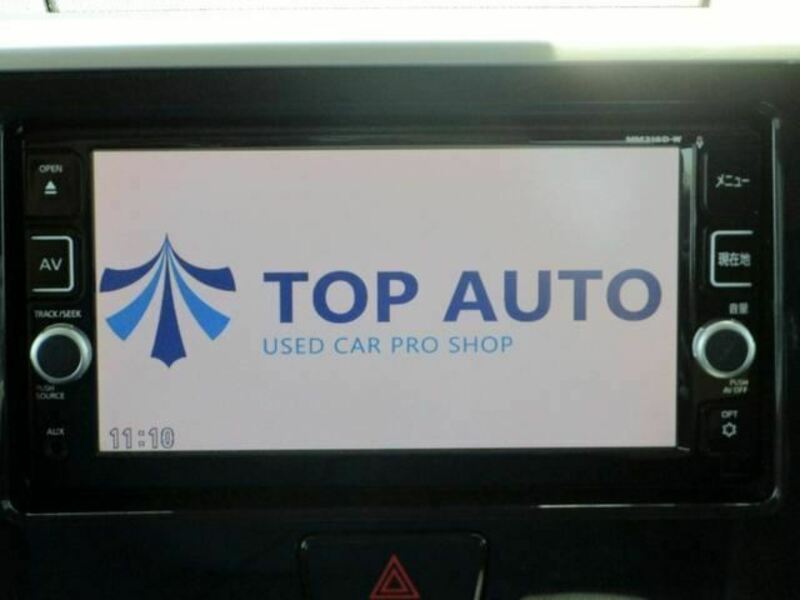 MM316D-W
OPEN
メニュー
AV
現在地
TOP AUTO
USED CAR PRO SHOP
TRACK/SEEK
音量
PUSH
SOURCE
PUSH
AV OFF
AUX
OPT
11:10